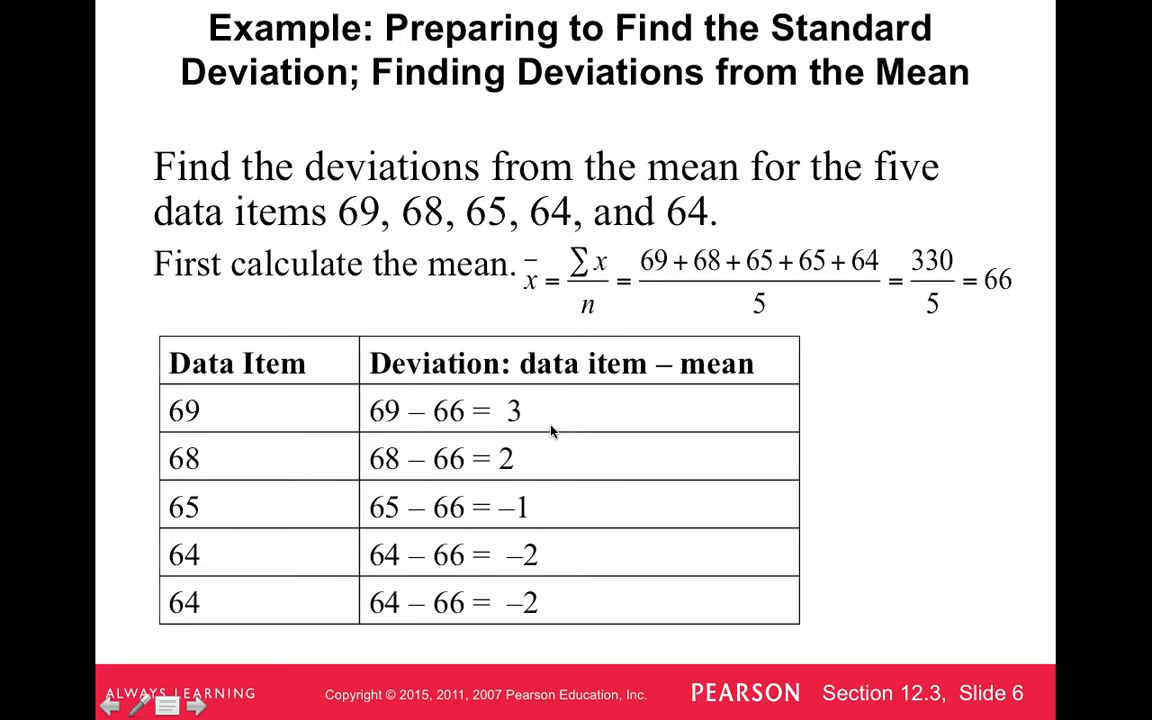 Example: Preparing to Find the Standard
Deviation; Finding Deviations from the Mean
Find the deviations from the mean for the five
data items 69, 68, 65, 64, and 64.
First calculate the mean. x̄ = ∑x/n = (69 + 68 + 65 + 65 + 64)/5 = 330/5 = 66
Data Item Deviation: data item – mean
69 69 – 66 = 3
68 68 – 66 = 2
65 65 – 66 = –1
64 64 – 66 = –2
64 64 – 66 = –2
ALWAYS LEARNING Copyright © 2015, 2011, 2007 Pearson Education, Inc. PEARSON Section 12.3, Slide 6